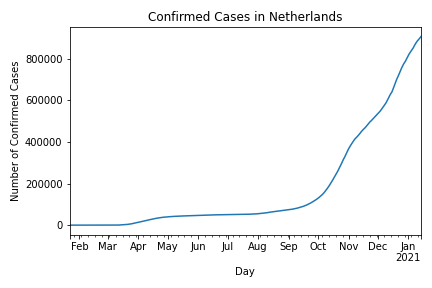 Confirmed Cases in Netherlands
Number of Confirmed Cases
800000
600000
400000
200000
0
Feb Mar Apr May Jun Jul Aug Sep Oct Nov Dec Jan
2021
Day